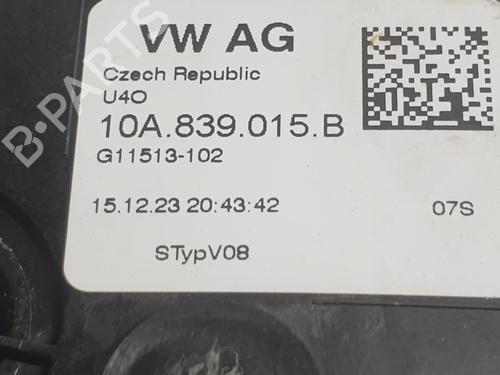 VW AG
Czech Republic
U4O
10A.839.015.B
G11513-102
15.12.23 20:43:42 07S
STypV08
B-PARTS